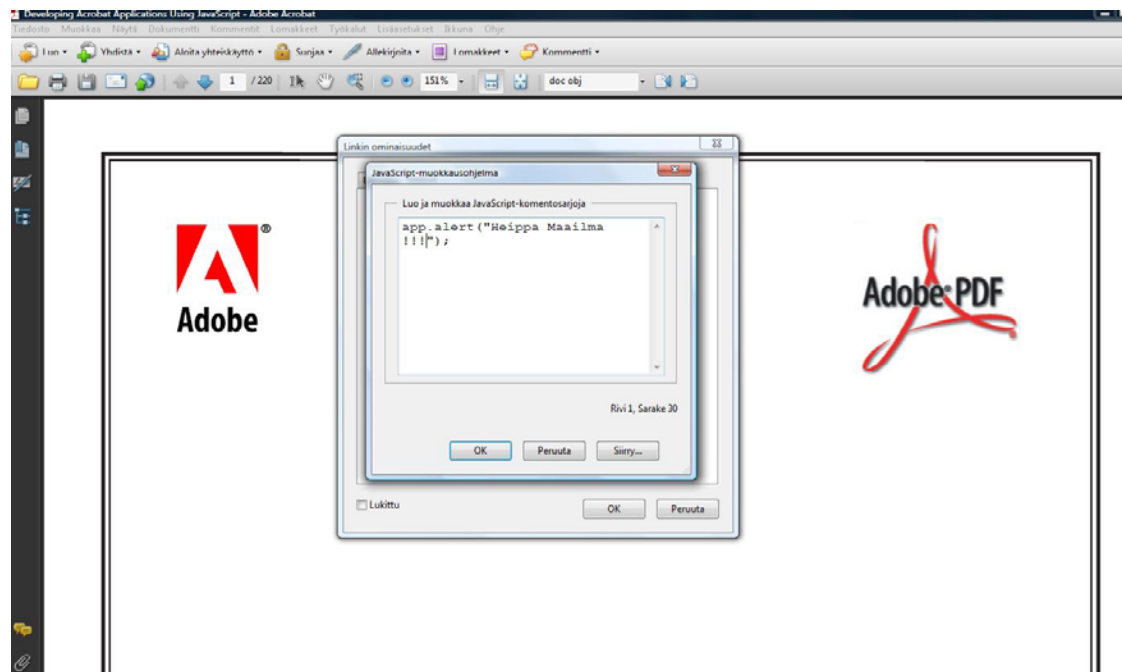 Developing Acrobat Applications Using JavaScript - Adobe Acrobat
Tiedosto Muokkaa Näytä Dokumentti Kommentit Lomakkeet Työkalut Lisäasetukset Ikkuna Ohje
Luo Yhdistä Aloita yhteiskäyttö Suojaa Allekirjoita Lomakkeet Kommentti
1 / 220 151% doc obj
Linkin ominaisuudet
JavaScript-muokkausohjelma
Luo ja muokkaa JavaScript-komentosarjoja
app.alert("Heippa Maailma
!!!");
Adobe
Adobe PDF
Rivi 1, Sarake 30
OK Peruuta Siirry...
Lukittu OK Peruuta